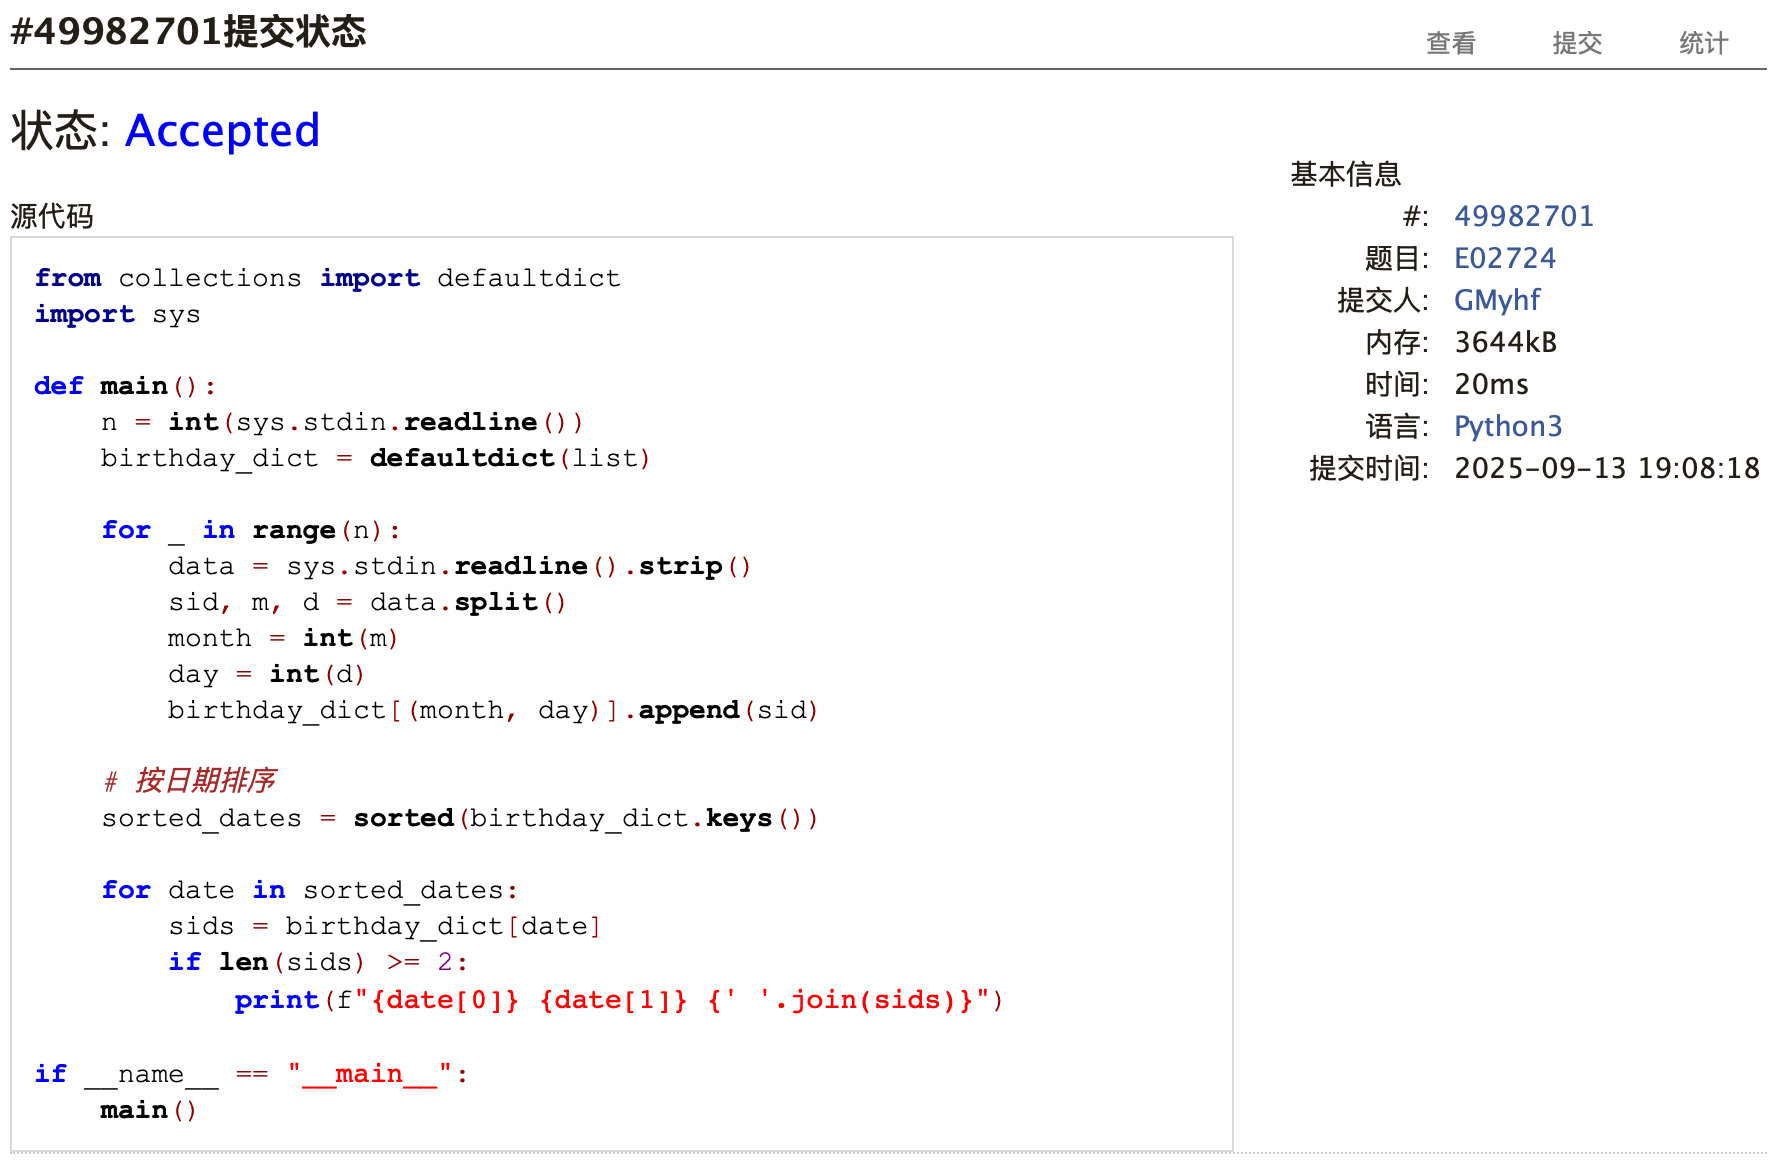 #49982701提交状态
查看 提交 统计
状态: Accepted
源代码
from collections import defaultdict
import sys

def main():
    n = int(sys.stdin.readline())
    birthday_dict = defaultdict(list)

    for _ in range(n):
        data = sys.stdin.readline().strip()
        sid, m, d = data.split()
        month = int(m)
        day = int(d)
        birthday_dict[(month, day)].append(sid)

    # 按日期排序
    sorted_dates = sorted(birthday_dict.keys())

    for date in sorted_dates:
        sids = birthday_dict[date]
        if len(sids) >= 2:
            print(f"{date[0]} {date[1]} {' '.join(sids)}")

if __name__ == "__main__":
    main()
基本信息
#: 49982701
题目: E02724
提交人: GMyhf
内存: 3644kB
时间: 20ms
语言: Python3
提交时间: 2025-09-13 19:08:18